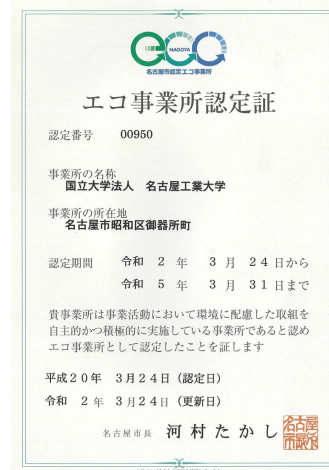 eco
NAGOYA
名古屋市認定エコ事業所
エコ事業所認定証
認定番号 00950
事業所の名称
国立大学法人 名古屋工業大学
事業所の所在地
名古屋市昭和区御器所町
認定期間 令和 2 年 3 月 24 日から
令和 5 年 3 月 31 日まで
貴事業所は事業活動において環境に配慮した取組を
自主的かつ積極的に実施している事業所であると認め
エコ事業所として認定したことを証します
平成20年 3月24日(認定日)
令和 2年 3月24日(更新日)
名古屋市長 河村たかし